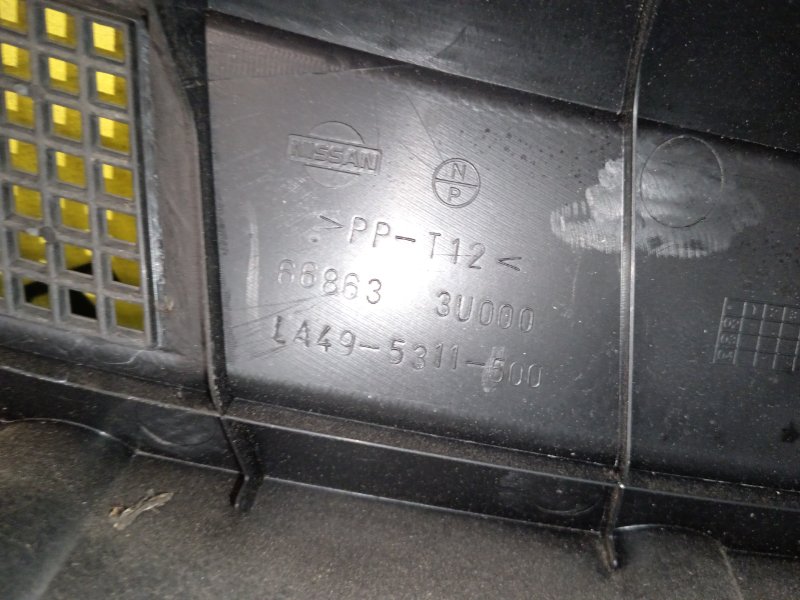 NISSAN
N
P
>PP-T12<
66863 3U000
LA49-5311-500